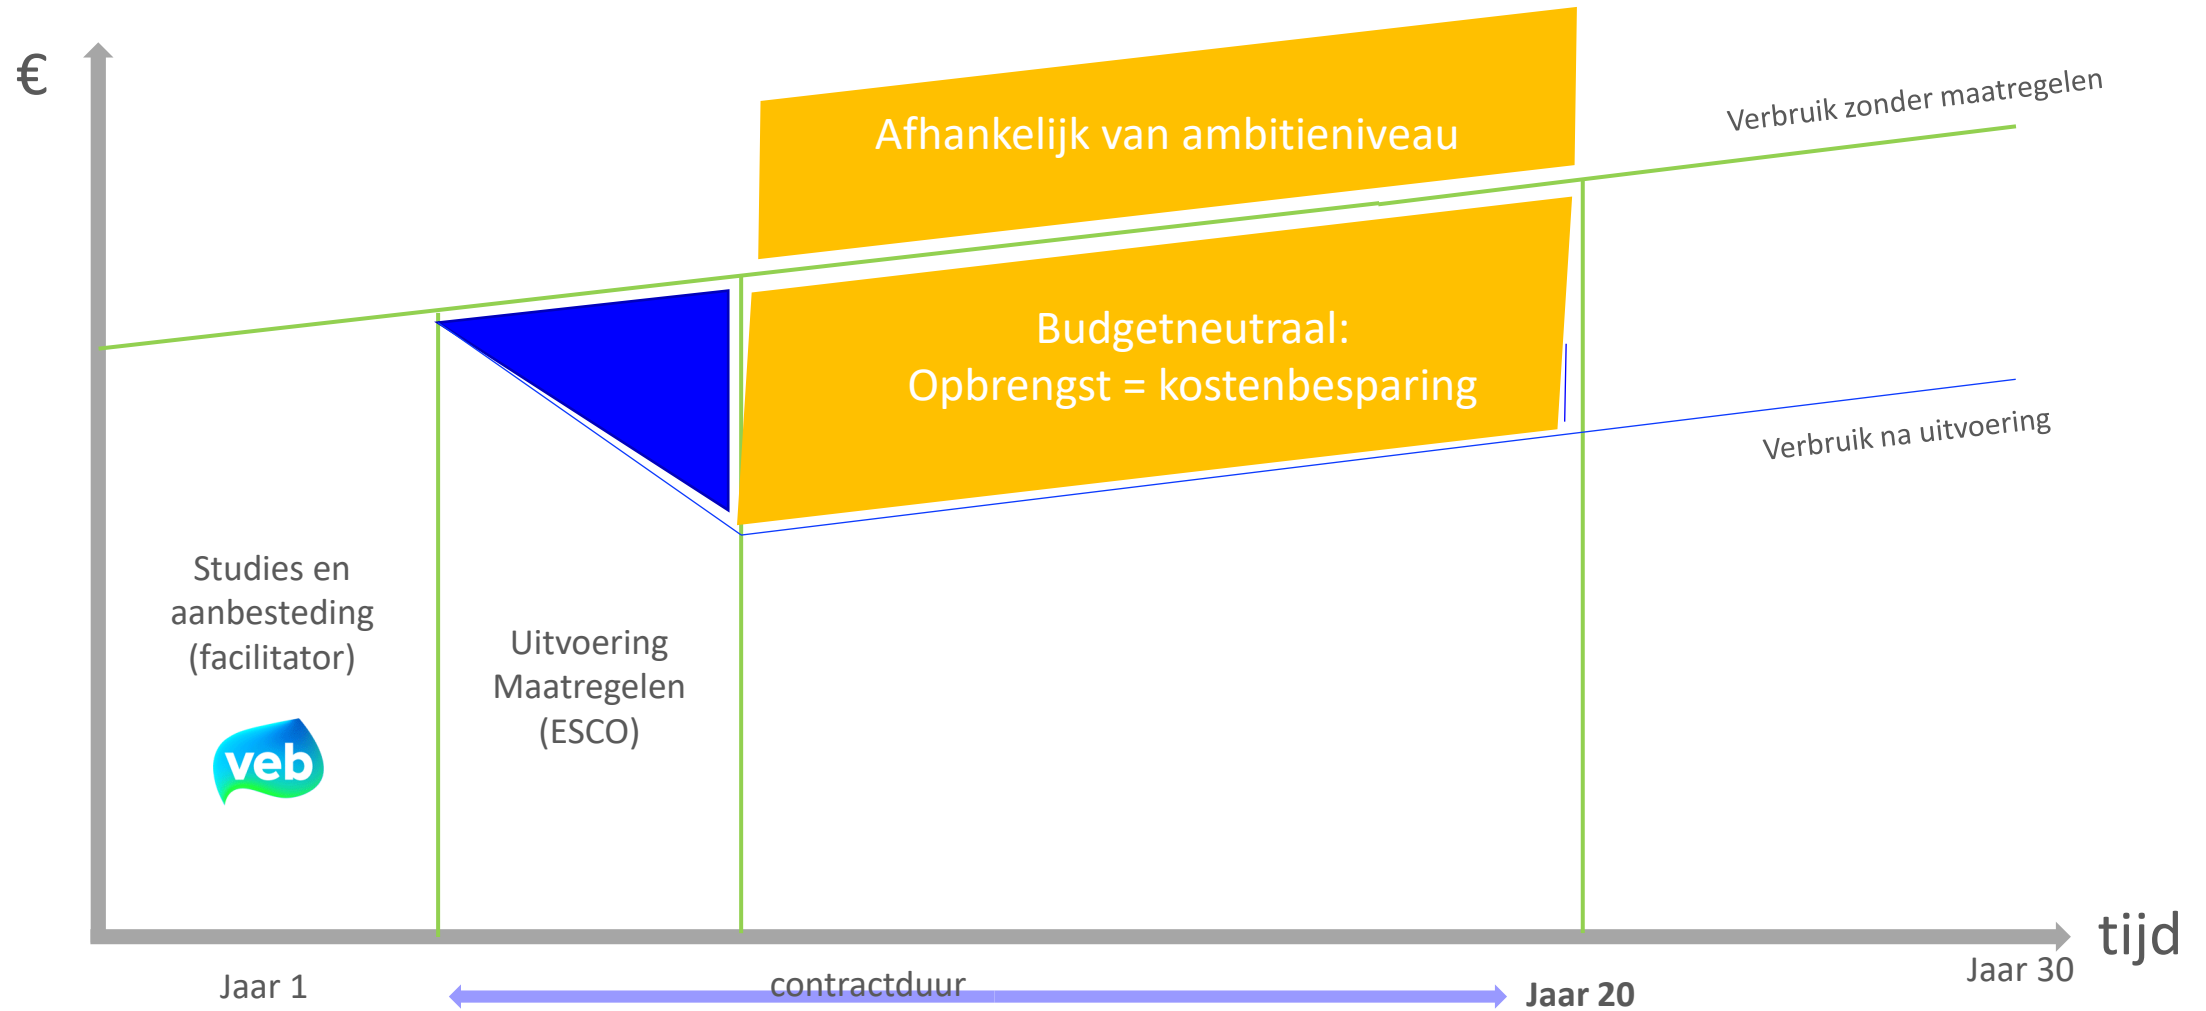 €
Afhankelijk van ambitieniveau
Verbruik zonder maatregelen
Budgetneutraal:
Opbrengst = kostenbesparing
Verbruik na uitvoering
Studies en
aanbesteding
(facilitator)
veb
Uitvoering
Maatregelen
(ESCO)
tijd
Jaar 1
contractduur
Jaar 20
Jaar 30